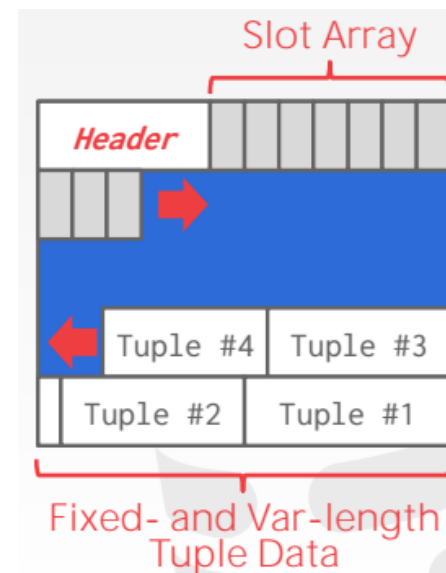 Slot Array
Header
Tuple #4 Tuple #3
Tuple #2 Tuple #1
Fixed- and Var-length
Tuple Data